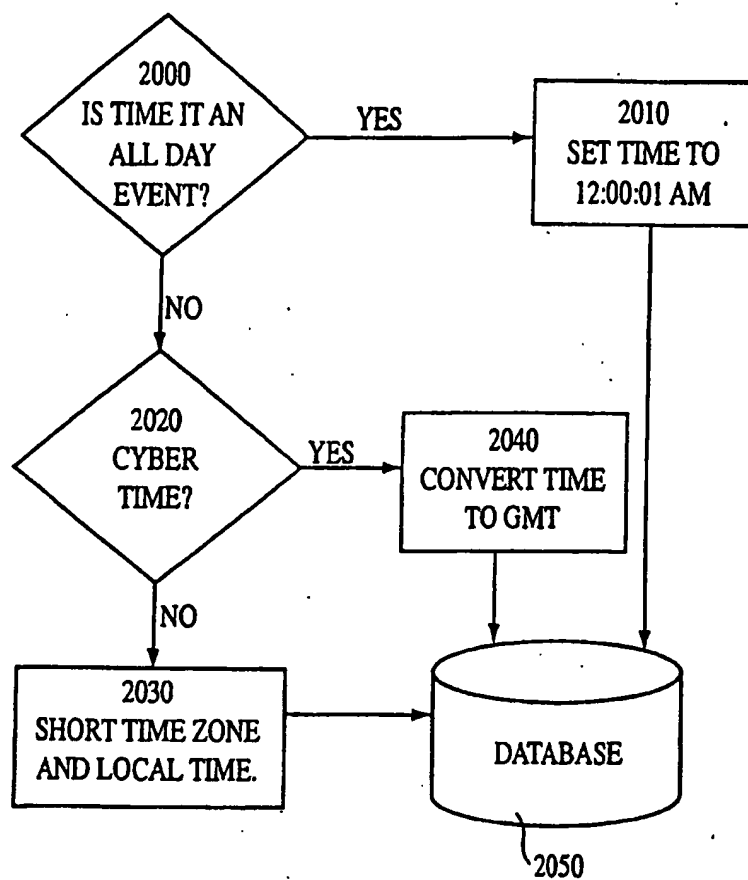 2000
IS TIME IT AN
ALL DAY
EVENT?
YES
2010
SET TIME TO
12:00:01 AM
NO
2020
CYBER
TIME?
YES
2040
CONVERT TIME
TO GMT
NO
2030
SHORT TIME ZONE
AND LOCAL TIME.
DATABASE
2050